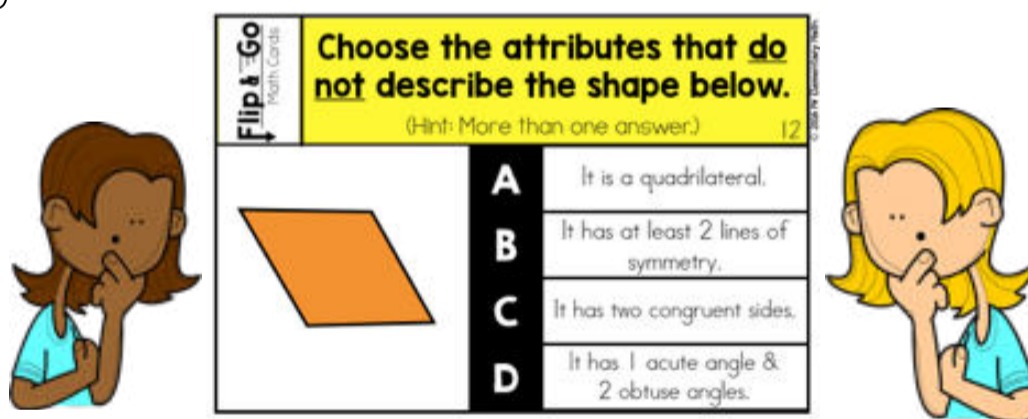 Flip & Go
Math Cards
Choose the attributes that do
not describe the shape below.
(Hint: More than one answer.)
12
A
It is a quadrilateral.
B
It has at least 2 lines of
symmetry.
C
It has two congruent sides.
D
It has 1 acute angle &
2 obtuse angles.